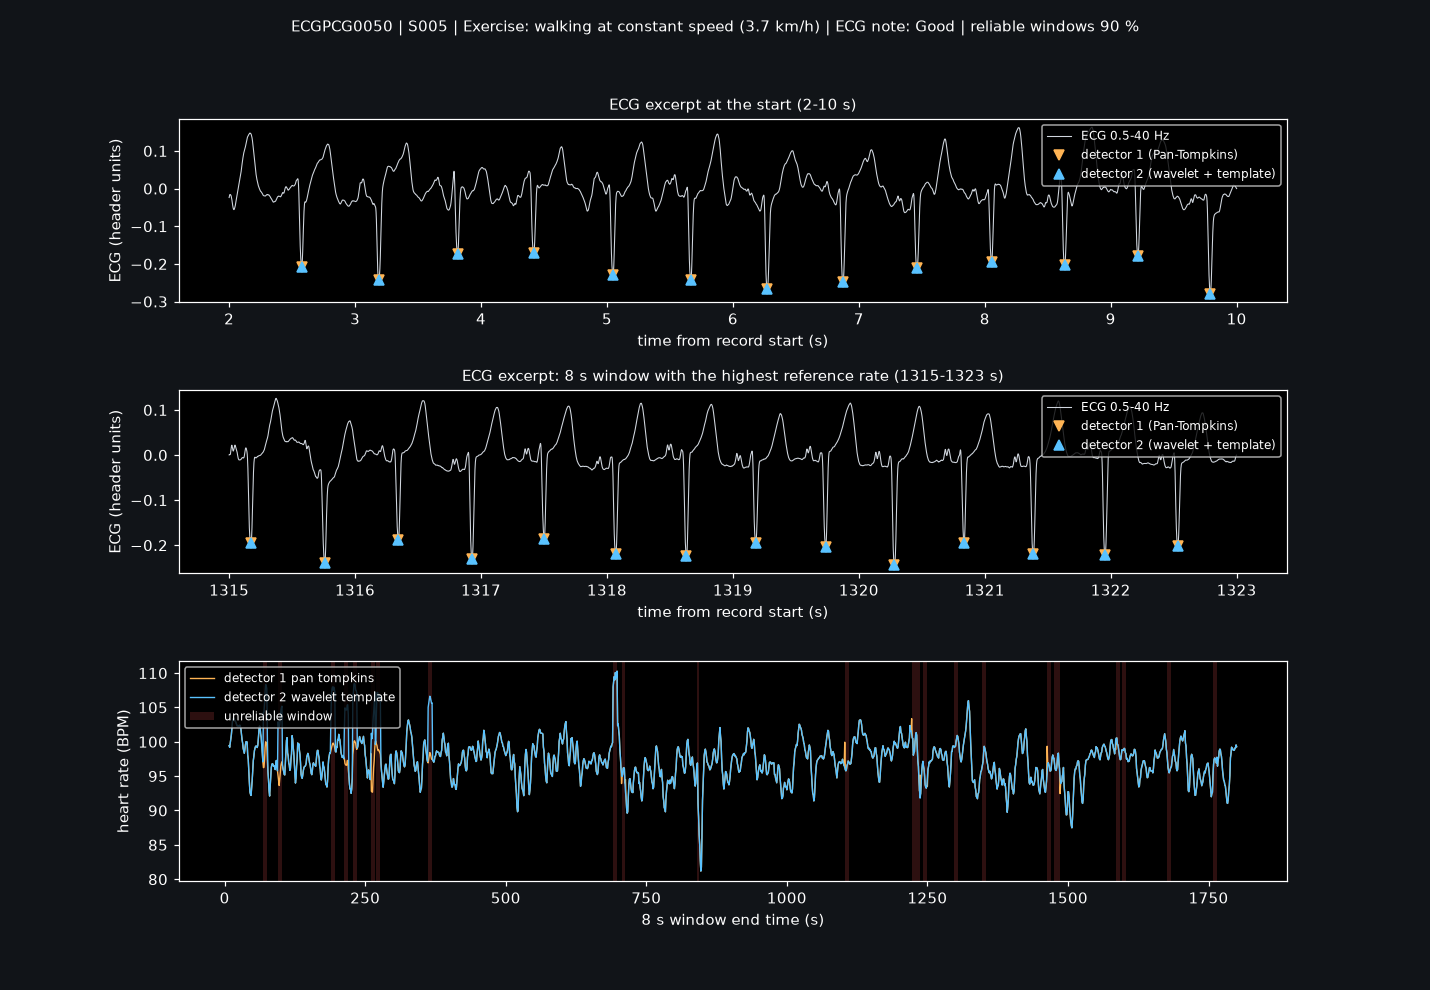 ECGPCG0050 | S005 | Exercise: walking at constant speed (3.7 km/h) | ECG note: Good | reliable windows 90 %
ECG excerpt at the start (2-10 s)
ECG (header units)
0.1
0.0
−0.1
−0.2
−0.3
ECG 0.5-40 Hz
detector 1 (Pan-Tompkins)
detector 2 (wavelet + template)
2 3 4 5 6 7 8 9 10
time from record start (s)
ECG excerpt: 8 s window with the highest reference rate (1315-1323 s)
ECG (header units)
0.1
0.0
−0.1
−0.2
ECG 0.5-40 Hz
detector 1 (Pan-Tompkins)
detector 2 (wavelet + template)
1315 1316 1317 1318 1319 1320 1321 1322 1323
time from record start (s)
heart rate (BPM)
110
105
100
95
90
85
80
detector 1 pan tompkins
detector 2 wavelet template
unreliable window
0 250 500 750 1000 1250 1500 1750
8 s window end time (s)